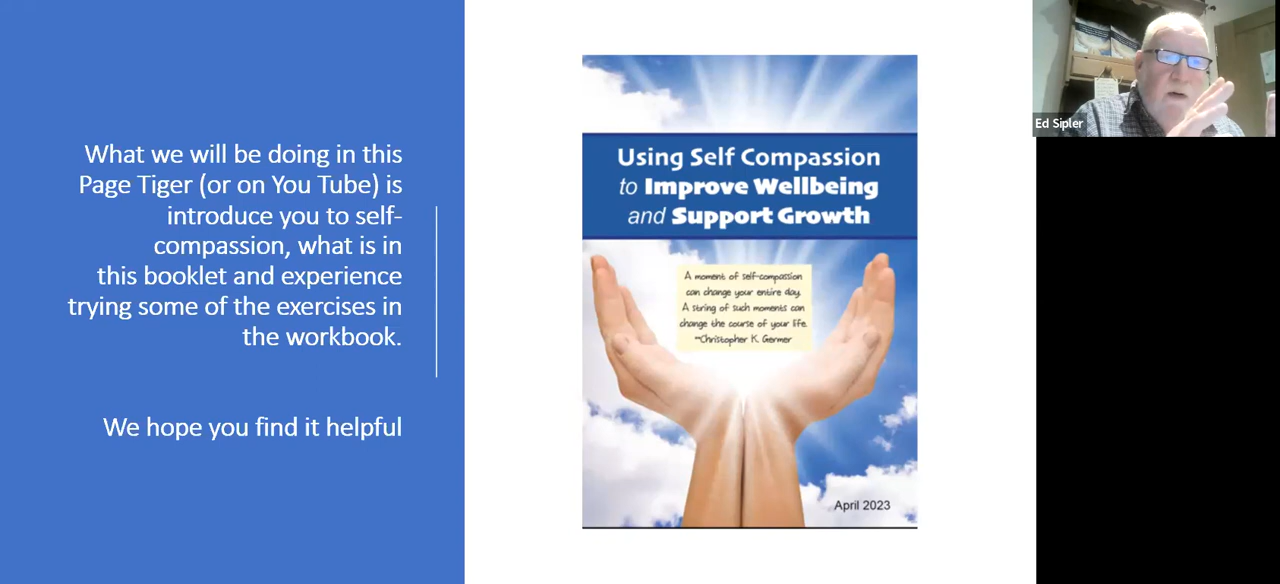 What we will be doing in this
Page Tiger (or on You Tube) is
introduce you to self-
compassion, what is in
this booklet and experience
trying some of the exercises in
the workbook.
We hope you find it helpful
Using Self Compassion
to Improve Wellbeing
and Support Growth
A moment of self-compassion
can change your entire day.
A string of such moments can
change the course of your life.
~Christopher K. Germer
April 2023
Ed Sipler